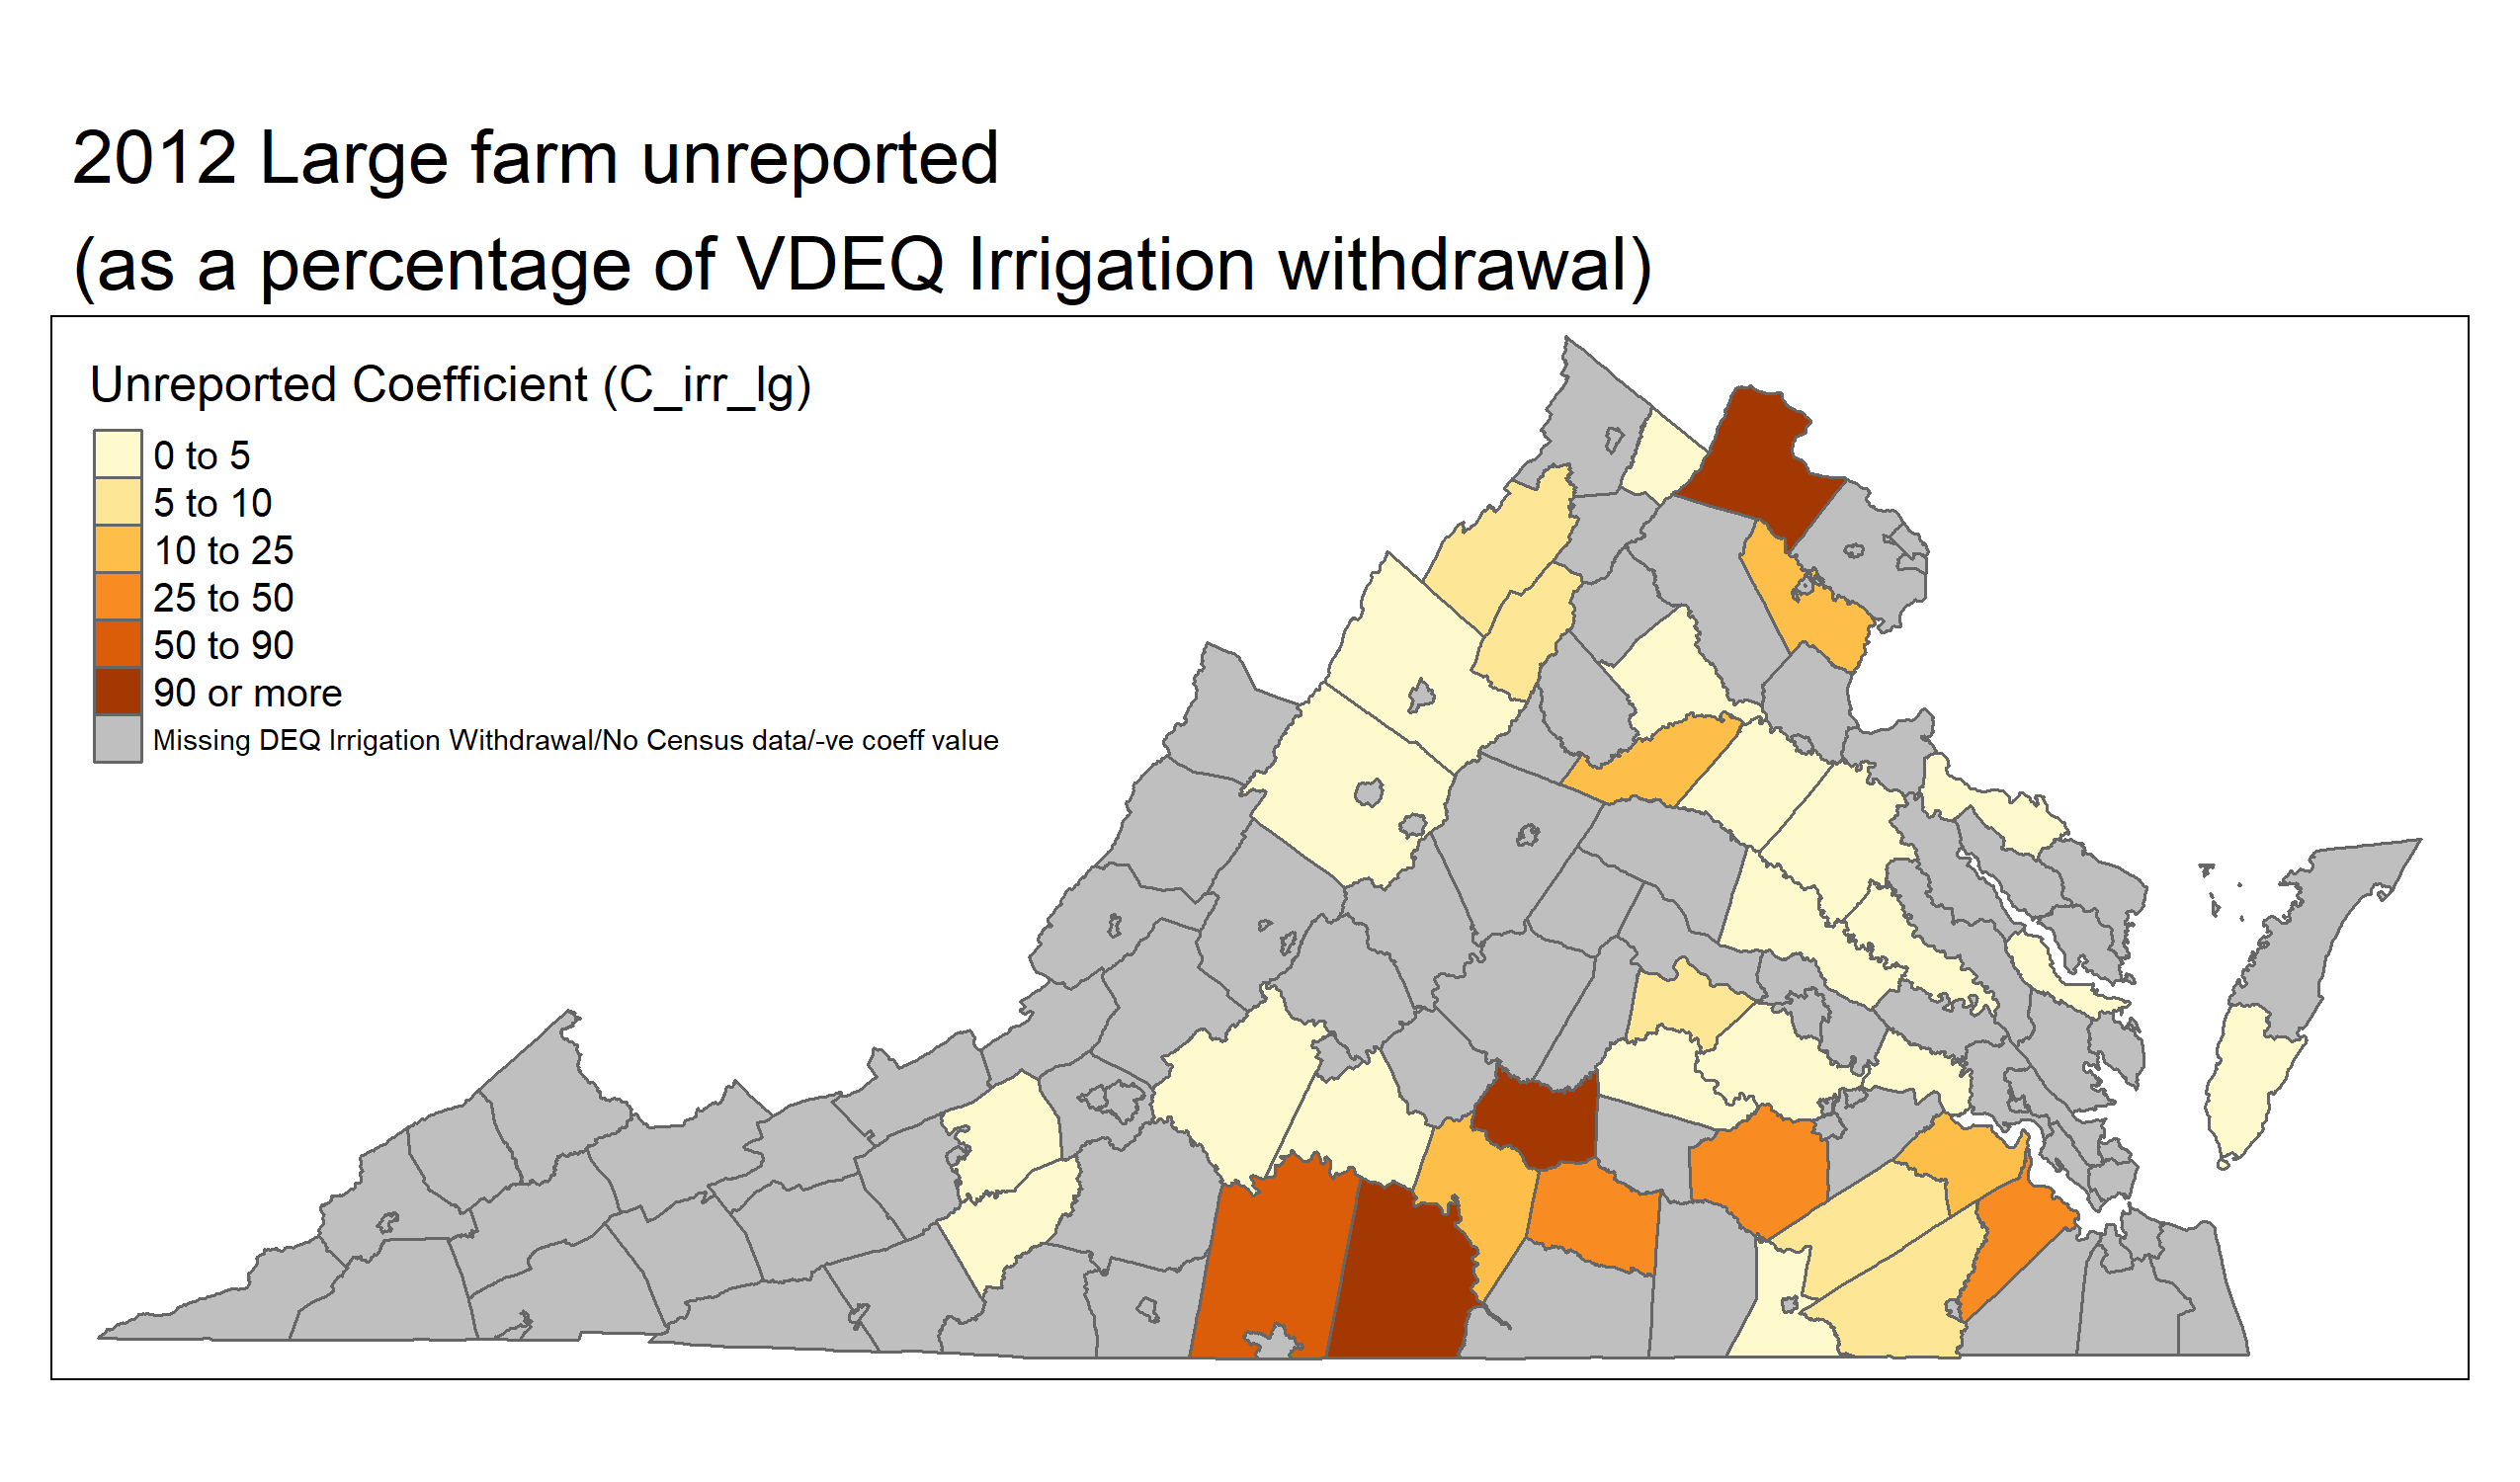 2012 Large farm unreported
(as a percentage of VDEQ Irrigation withdrawal)
Unreported Coefficient (C_irr_lg)
0 to 5
5 to 10
10 to 25
25 to 50
50 to 90
90 or more
Missing DEQ Irrigation Withdrawal/No Census data/-ve coeff value